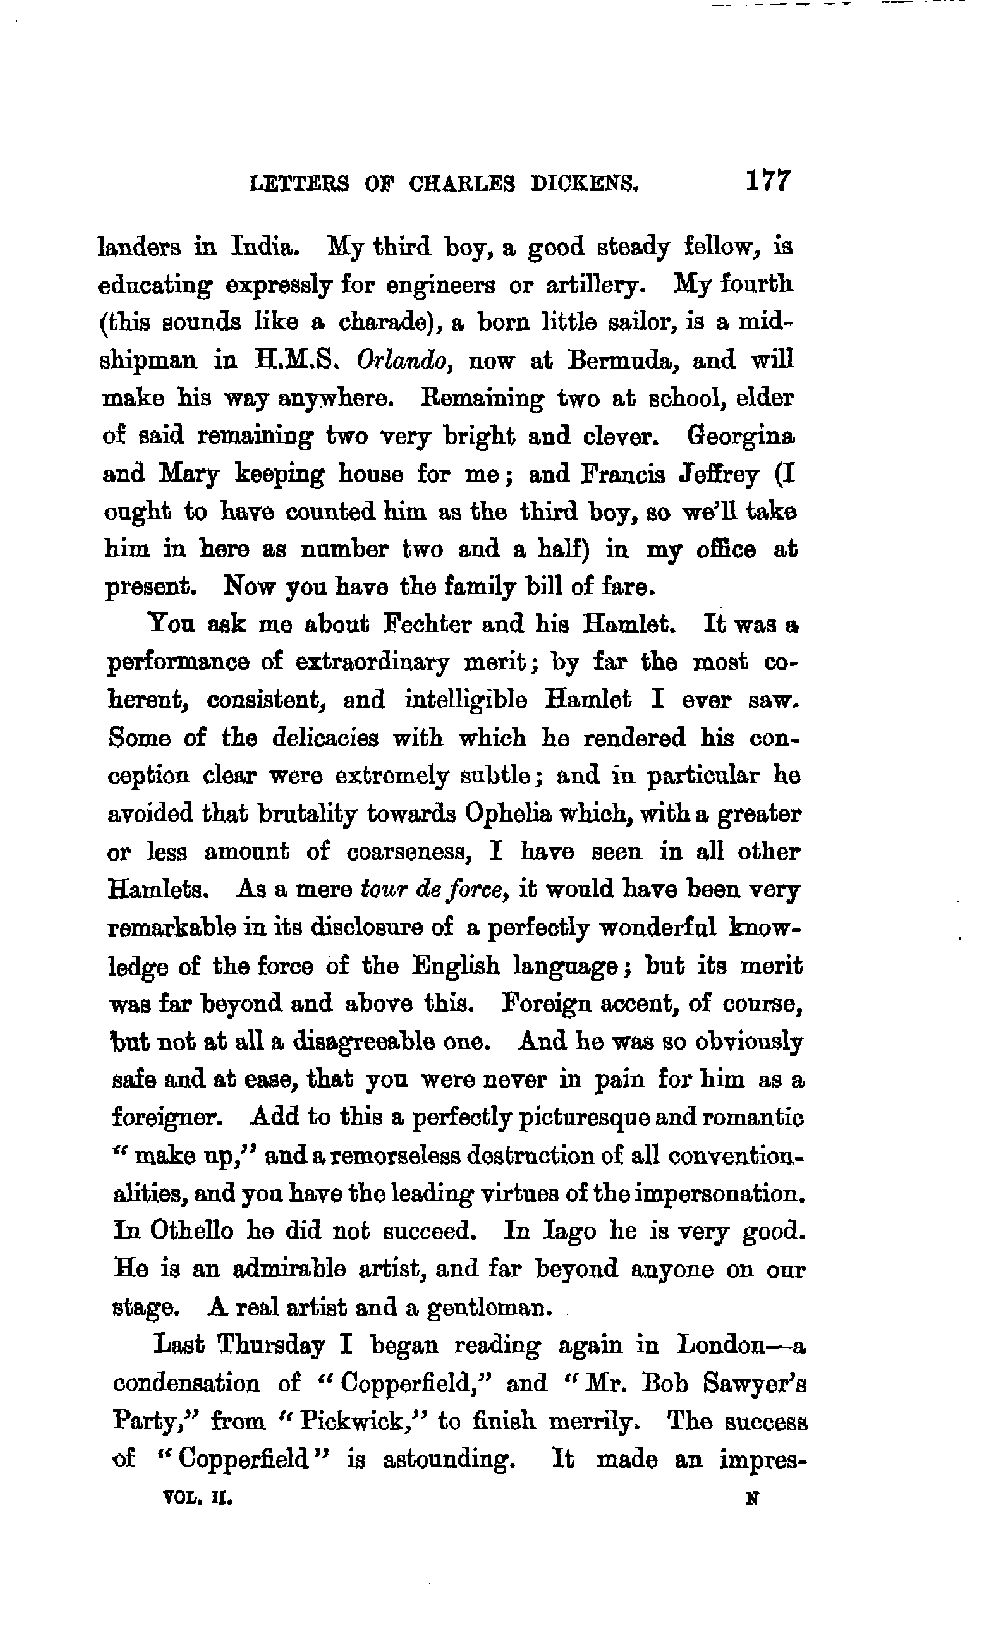 LETTERS OF CHARLES DICKENS. 177
landers in India. My third boy, a good steady fellow, is
educating expressly for engineers or artillery. My fourth
(this sounds like a charade), a born little sailor, is a mid-
shipman in H.M.S. Orlando, now at Bermuda, and will
make his way anywhere. Remaining two at school, elder
of said remaining two very bright and clever. Georgina
and Mary keeping house for me; and Francis Jeffrey (I
ought to have counted him as the third boy, so we'll take
him in here as number two and a half) in my office at
present. Now you have the family bill of fare.
You ask me about Fechter and his Hamlet. It was a
performance of extraordinary merit; by far the most co-
herent, consistent, and intelligible Hamlet I ever saw.
Some of the delicacies with which he rendered his con-
ception clear were extremely subtle; and in particular he
avoided that brutality towards Ophelia which, with a greater
or less amount of coarseness, I have seen in all other
Hamlets. As a mere tour de force, it would have been very
remarkable in its disclosure of a perfectly wonderful know-
ledge of the force of the English language; but its merit
was far beyond and above this. Foreign accent, of course,
but not at all a disagreeable one. And he was so obviously
safe and at ease, that you were never in pain for him as a
foreigner. Add to this a perfectly picturesque and romantic
"make up," and a remorseless destruction of all convention-
alities, and you have the leading virtues of the impersonation.
In Othello he did not succeed. In Iago he is very good.
He is an admirable artist, and far beyond anyone on our
stage. A real artist and a gentleman.
Last Thursday I began reading again in London—a
condensation of "Copperfield," and "Mr. Bob Sawyer's
Party," from "Pickwick," to finish merrily. The success
of "Copperfield" is astounding. It made an impres-
VOL. II. N